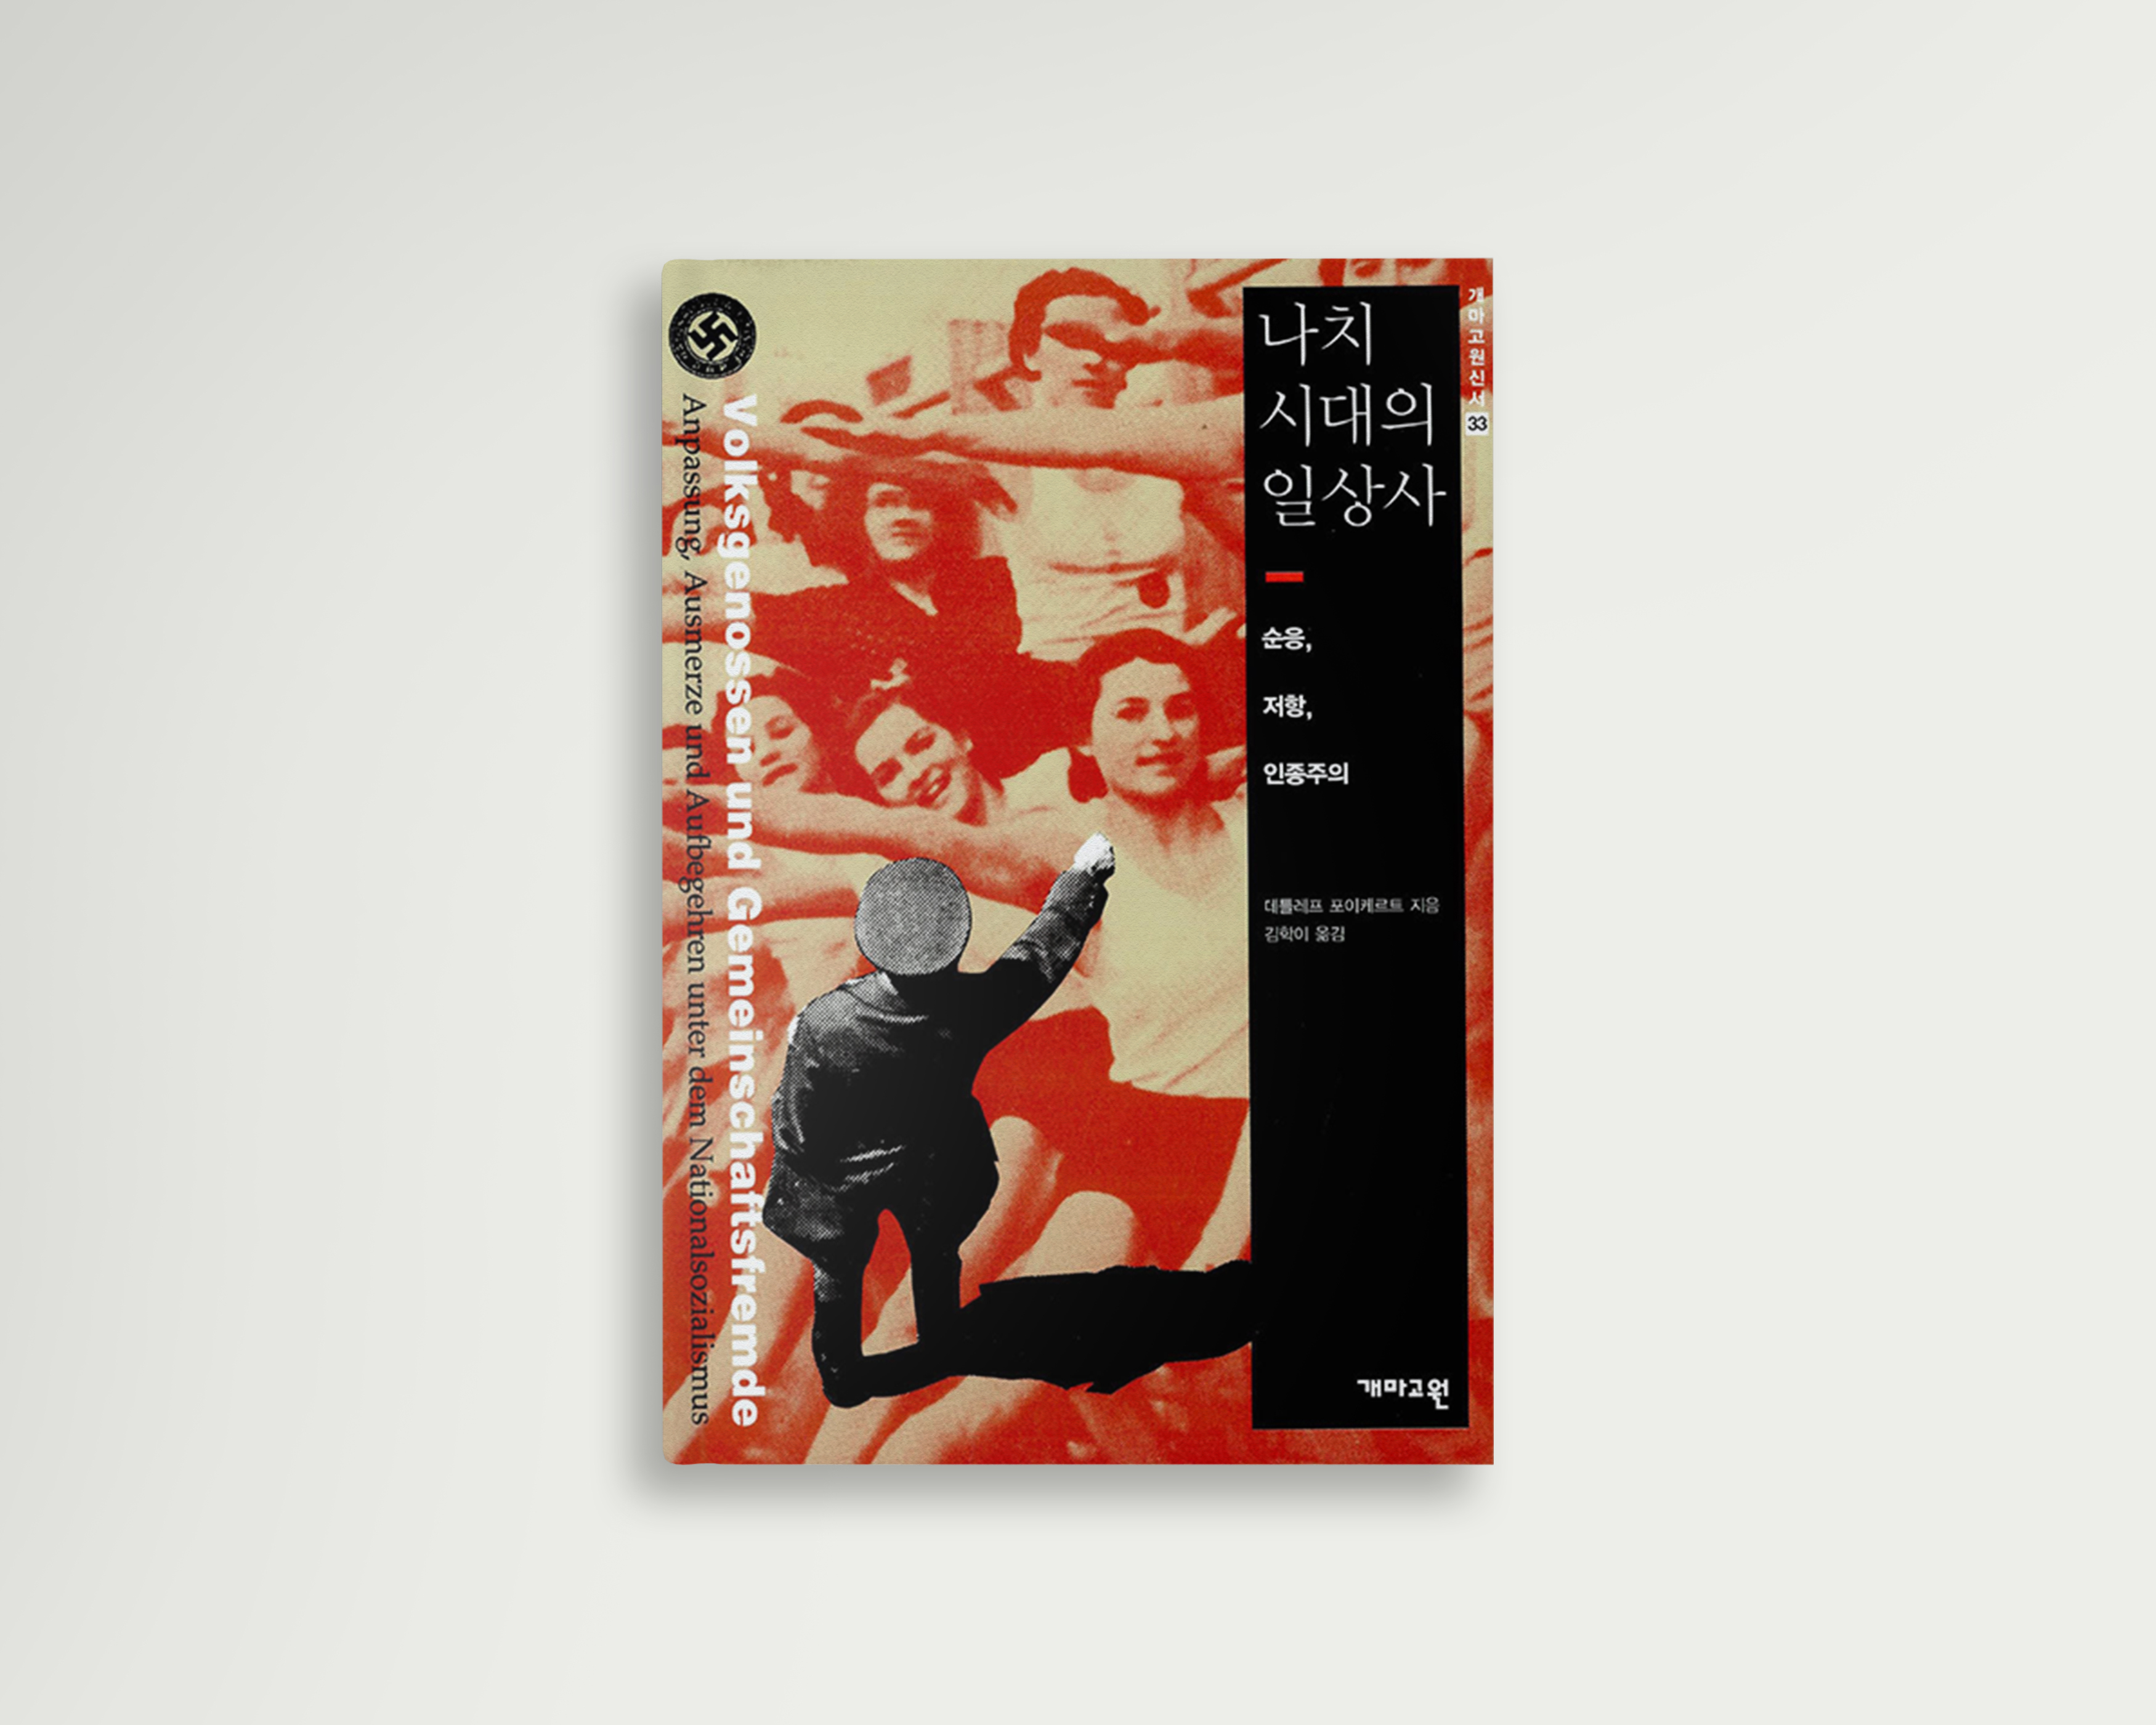 나치
시대의
일상사
순응,
저항,
인종주의
데틀레프 포이케르트 지음
김학이 옮김
개마고원
개마고원신서
33
Volksgenossen und Gemeinschaftsfremde
Anpassung, Ausmerze und Aufbegehren unter dem Nationalsozialismus